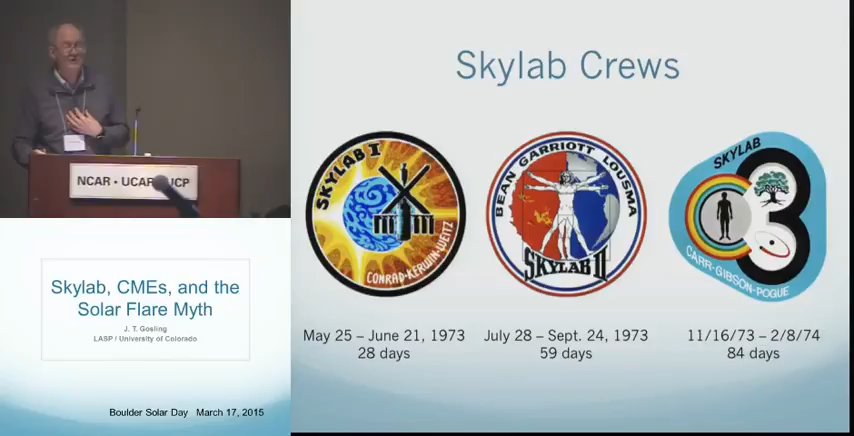 NCAR • UCAR • UCP
Skylab, CMEs, and the
Solar Flare Myth
J. T. Gosling
LASP / University of Colorado
Boulder Solar Day March 17, 2015
Skylab Crews
SKYLAB I
CONRAD-KERWIN-WEITZ
BEAN GARRIOTT LOUSMA
SKYLAB II
SKYLAB
3
CARR-GIBSON-POGUE
May 25 – June 21, 1973
28 days
July 28 – Sept. 24, 1973
59 days
11/16/73 – 2/8/74
84 days